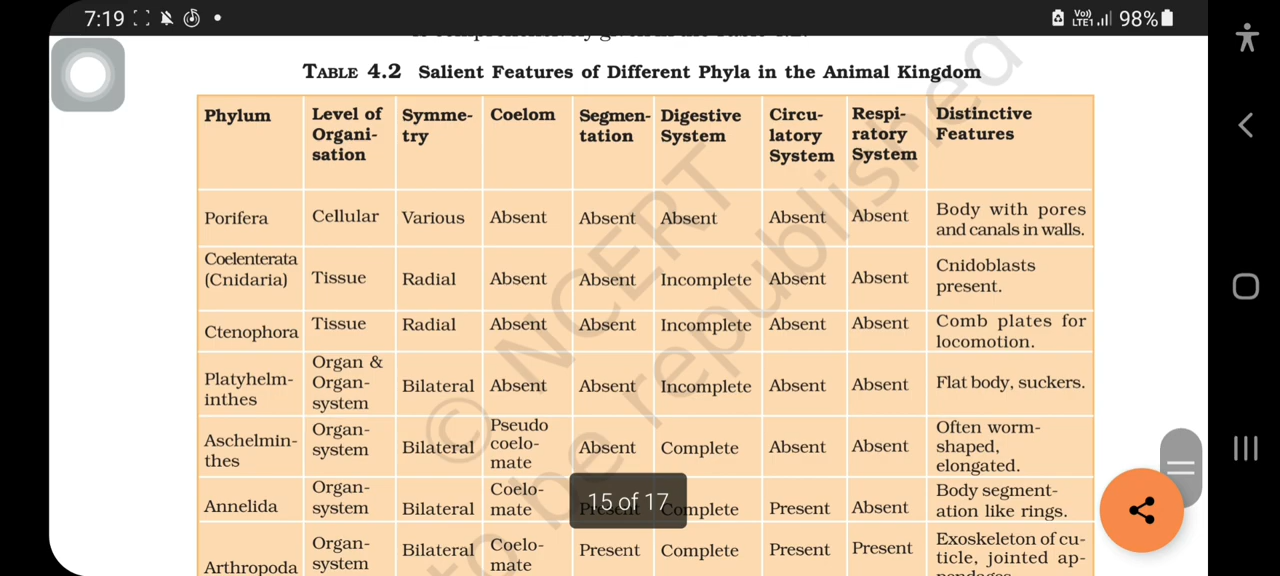 7:19
Vo))
LTE1
98%
TABLE 4.2 Salient Features of Different Phyla in the Animal Kingdom
Phylum Level of Organi- sation Symme- try Coelom Segmen- tation Digestive System Circu- latory System Respi- ratory System Distinctive Features
Porifera Cellular Various Absent Absent Absent Absent Absent Body with pores and canals in walls.
Coelenterata (Cnidaria) Tissue Radial Absent Absent Incomplete Absent Absent Cnidoblasts present.
Ctenophora Tissue Radial Absent Absent Incomplete Absent Absent Comb plates for locomotion.
Platyhelm- inthes Organ & Organ- system Bilateral Absent Absent Incomplete Absent Absent Flat body, suckers.
Aschelmin- thes Organ- system Bilateral Pseudo coelo- mate Absent Complete Absent Absent Often worm- shaped, elongated.
Annelida Organ- system Bilateral Coelo- mate Present Complete Present Absent Body segment- ation like rings.
Arthropoda Organ- system Bilateral Coelo- mate Present Complete Present Present Exoskeleton of cu- ticle, jointed ap-
15 of 17
© NCERT
to be republished